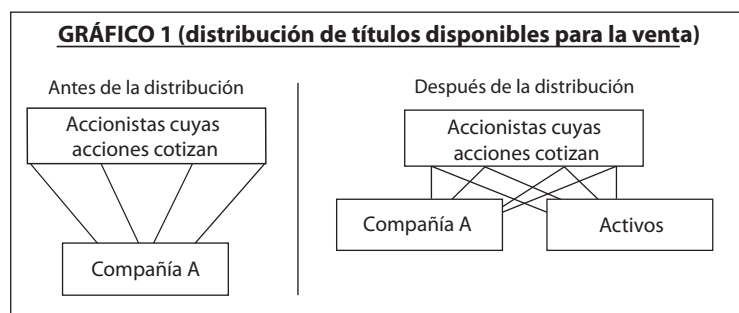 GRÁFICO 1 (distribución de títulos disponibles para la venta)
Antes de la distribución
Accionistas cuyas
acciones cotizan
Compañía A
Después de la distribución
Accionistas cuyas
acciones cotizan
Compañía A
Activos